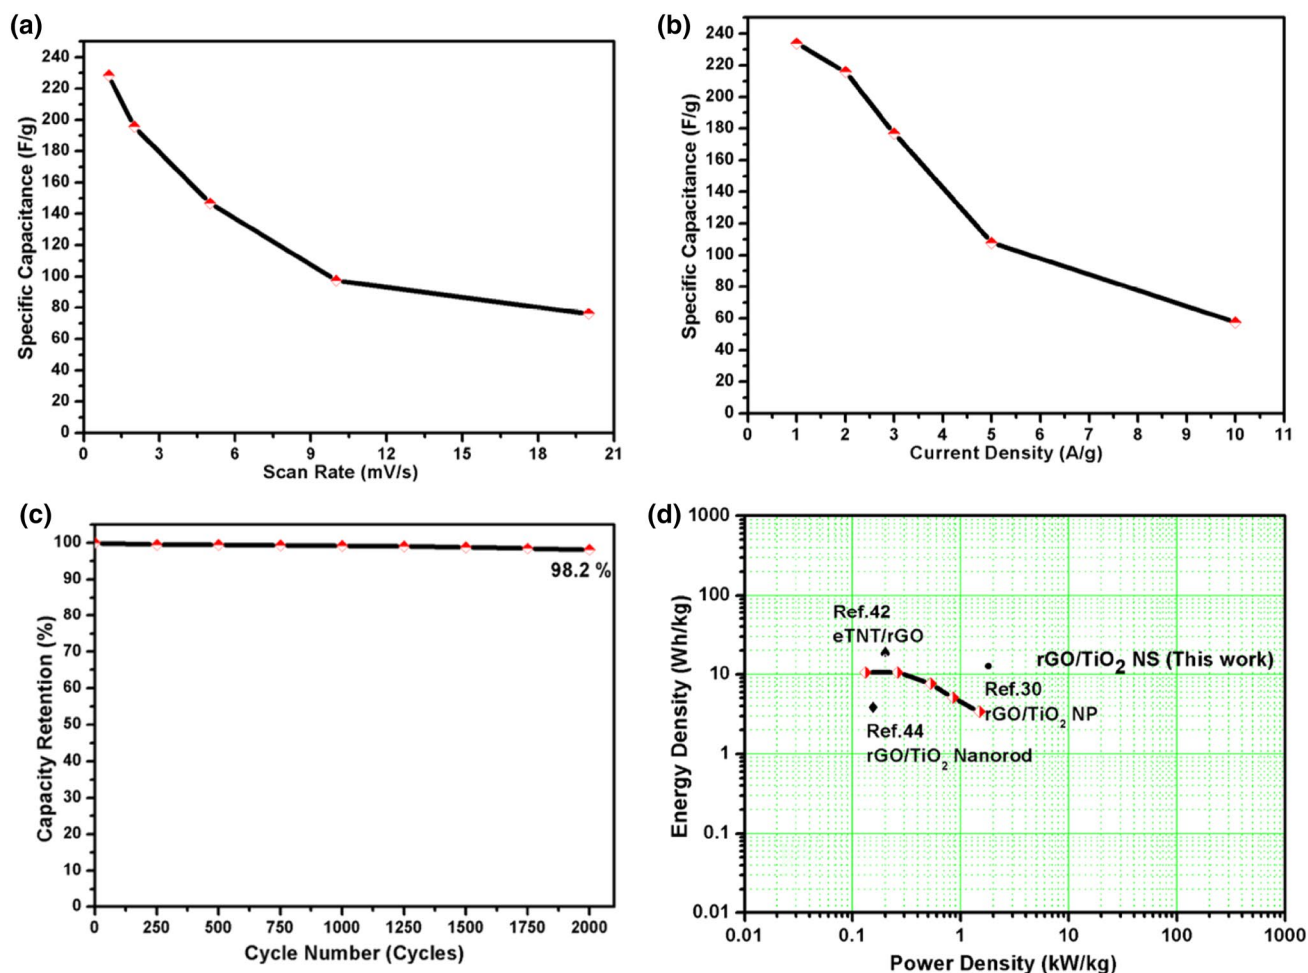 (a)
240
220
200
180
160
140
120
100
80
60
40
20
0
Specific Capacitance (F/g)
0 3 6 9 12 15 18 21
Scan Rate (mV/s)
(b)
240
220
200
180
160
140
120
100
80
60
40
20
0
Specific Capacitance (F/g)
0 1 2 3 4 5 6 7 8 9 10 11
Current Density (A/g)
(c)
100
90
80
70
60
50
40
30
20
10
0
98.2 %
Capacity Retention (%)
0 250 500 750 1000 1250 1500 1750 2000
Cycle Number (Cycles)
(d)
1000
100
10
1
0.1
0.01
Energy Density (Wh/kg)
Ref.42
eTNT/rGO
rGO/TiO2 NS (This work)
Ref.30
rGO/TiO2 NP
Ref.44
rGO/TiO2 Nanorod
0.01 0.1 1 10 100 1000
Power Density (kW/kg)